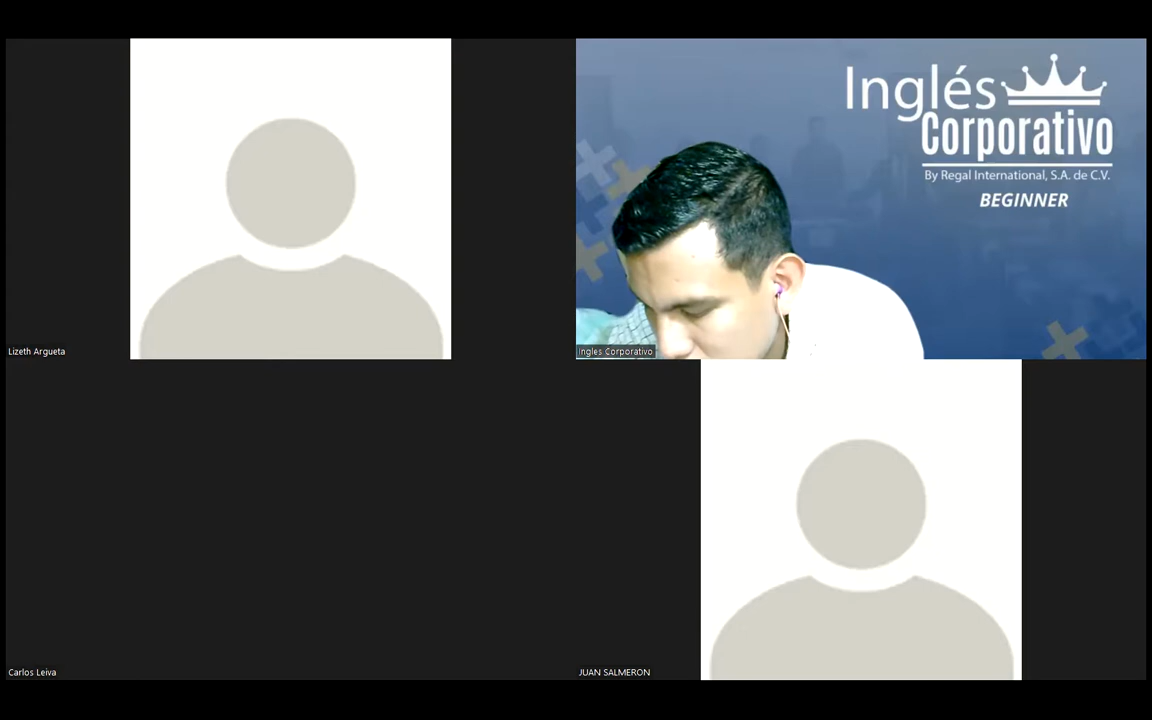 Inglés
Corporativo
By Regal International, S.A. de C.V.
BEGINNER
Lizeth Argueta
Ingles Corporativo
Carlos Leiva
JUAN SALMERON